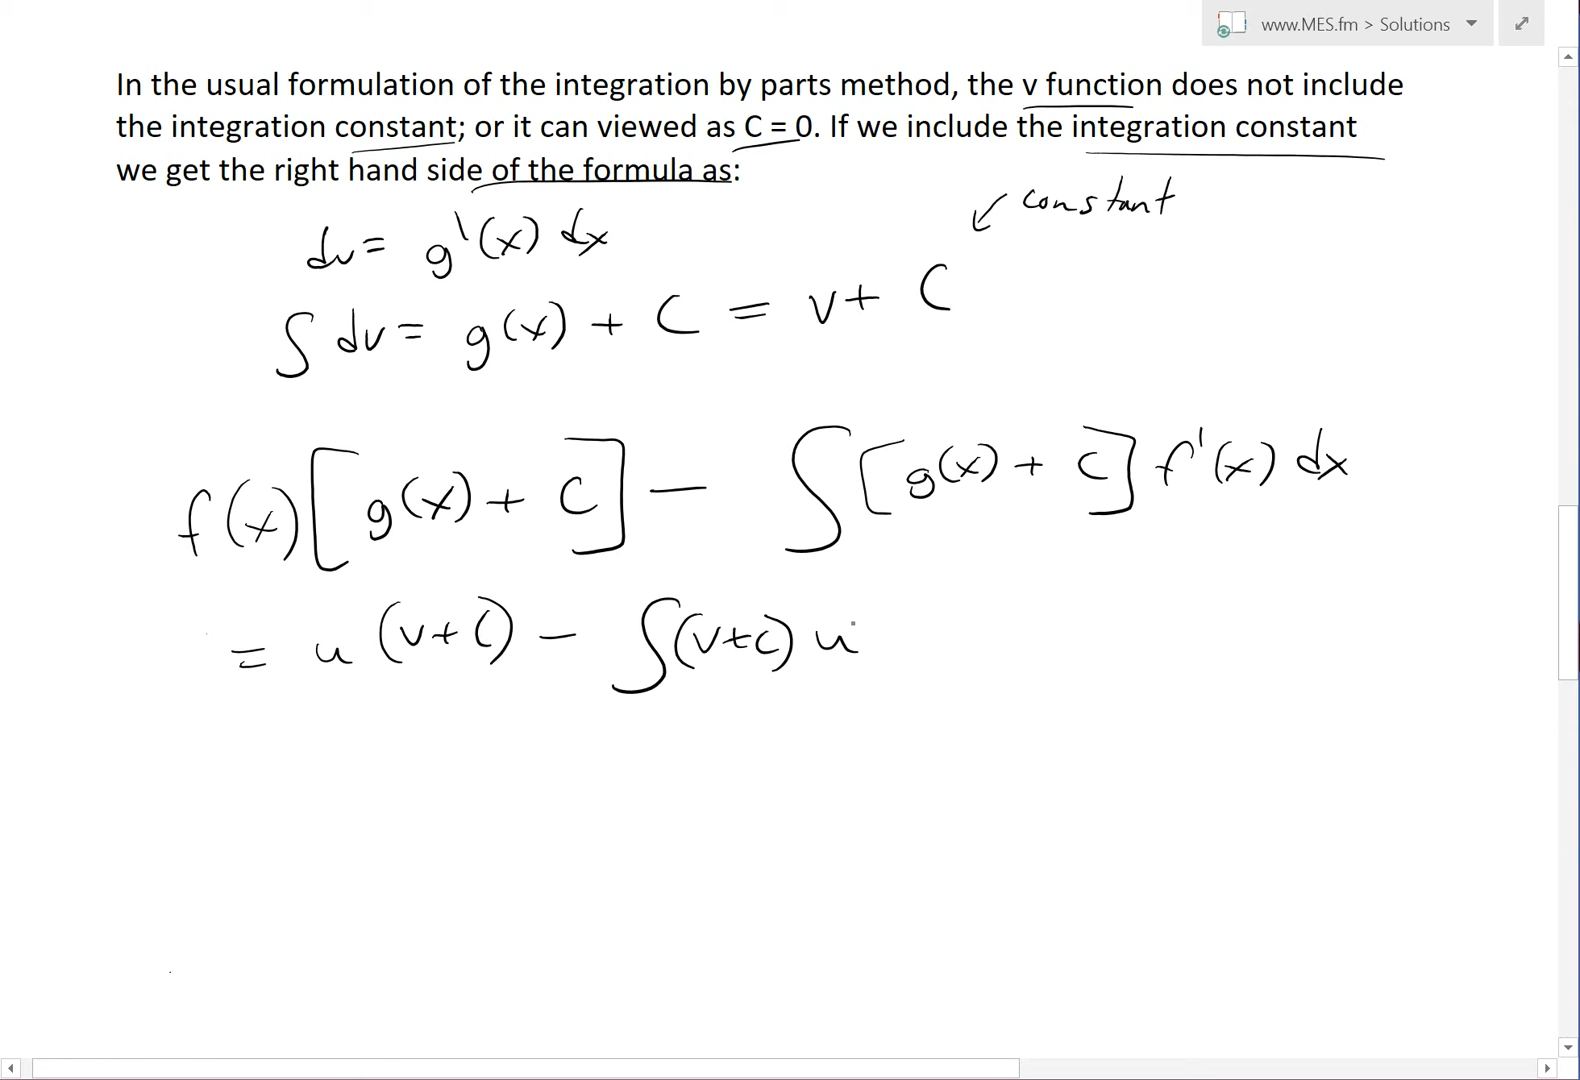 www.MES.fm > Solutions
In the usual formulation of the integration by parts method, the v function does not include
the integration constant; or it can viewed as C = 0. If we include the integration constant
we get the right hand side of the formula as:
constant
dv = g'(x) dx
∫ dv = g(x) + C = v + C
f(x)[g(x) + C] − ∫[g(x) + C] f'(x) dx
= u (v+C) − ∫(v+C) u